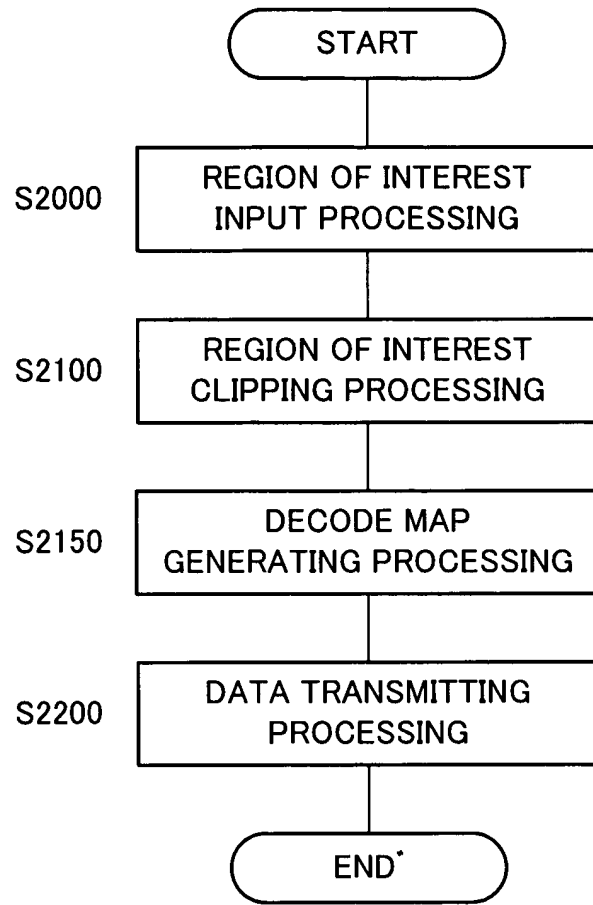 START
S2000
REGION OF INTEREST
INPUT PROCESSING
S2100
REGION OF INTEREST
CLIPPING PROCESSING
S2150
DECODE MAP
GENERATING PROCESSING
S2200
DATA TRANSMITTING
PROCESSING
END